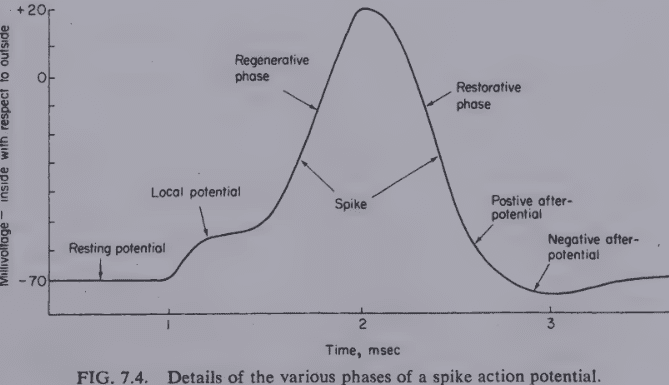 +20
Millivoltage – inside with respect to outside
Regenerative
phase
0
Restorative
phase
Local potential
Spike
Postive after-
potential
Resting potential
Negative after-
potential
-70
1
2
3
Time, msec
FIG. 7.4. Details of the various phases of a spike action potential.